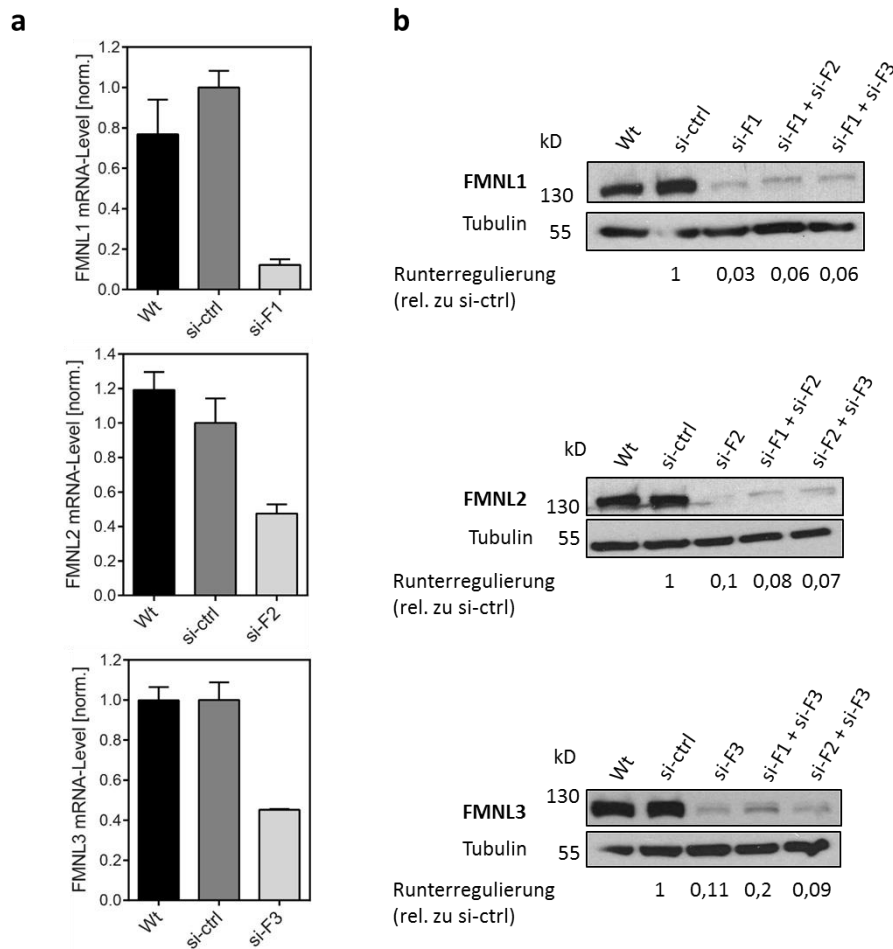 a
FMNL1 mRNA-Level [norm.]
1.2
1.0
0.8
0.6
0.4
0.2
0.0
Wt
si-ctrl
si-F1
FMNL2 mRNA-Level [norm.]
1.4
1.2
1.0
0.8
0.6
0.4
0.2
0.0
Wt
si-ctrl
si-F2
FMNL3 mRNA-Level [norm.]
1.2
1.0
0.8
0.6
0.4
0.2
0.0
Wt
si-ctrl
si-F3
b
kD
Wt
si-ctrl
si-F1
si-F1 + si-F2
si-F1 + si-F3
FMNL1
130
Tubulin
55
Runterregulierung 1 0,03 0,06 0,06
(rel. zu si-ctrl)
kD
Wt
si-ctrl
si-F2
si-F1 + si-F2
si-F2 + si-F3
FMNL2
130
Tubulin
55
Runterregulierung 1 0,1 0,08 0,07
(rel. zu si-ctrl)
kD
Wt
si-ctrl
si-F3
si-F1 + si-F3
si-F2 + si-F3
FMNL3
130
Tubulin
55
Runterregulierung 1 0,11 0,2 0,09
(rel. zu si-ctrl)